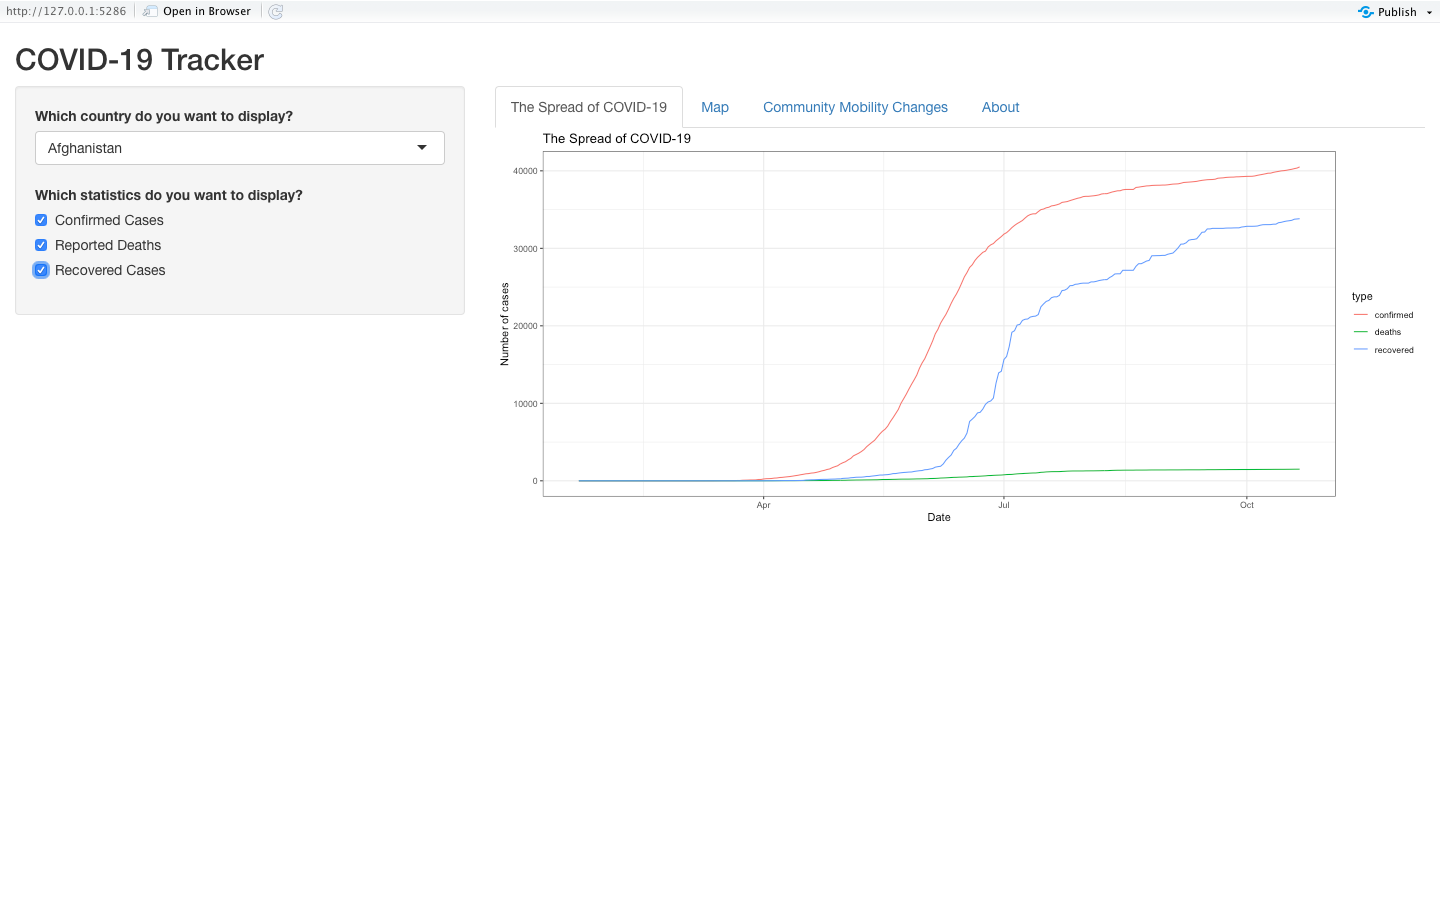 http://127.0.0.1:5286 Open in Browser Publish
COVID-19 Tracker
Which country do you want to display?
Afghanistan
Which statistics do you want to display?
Confirmed Cases
Reported Deaths
Recovered Cases
The Spread of COVID-19 Map Community Mobility Changes About
The Spread of COVID-19
Number of cases
40000
30000
20000
10000
0
Apr Jul Oct
Date
type
confirmed
deaths
recovered